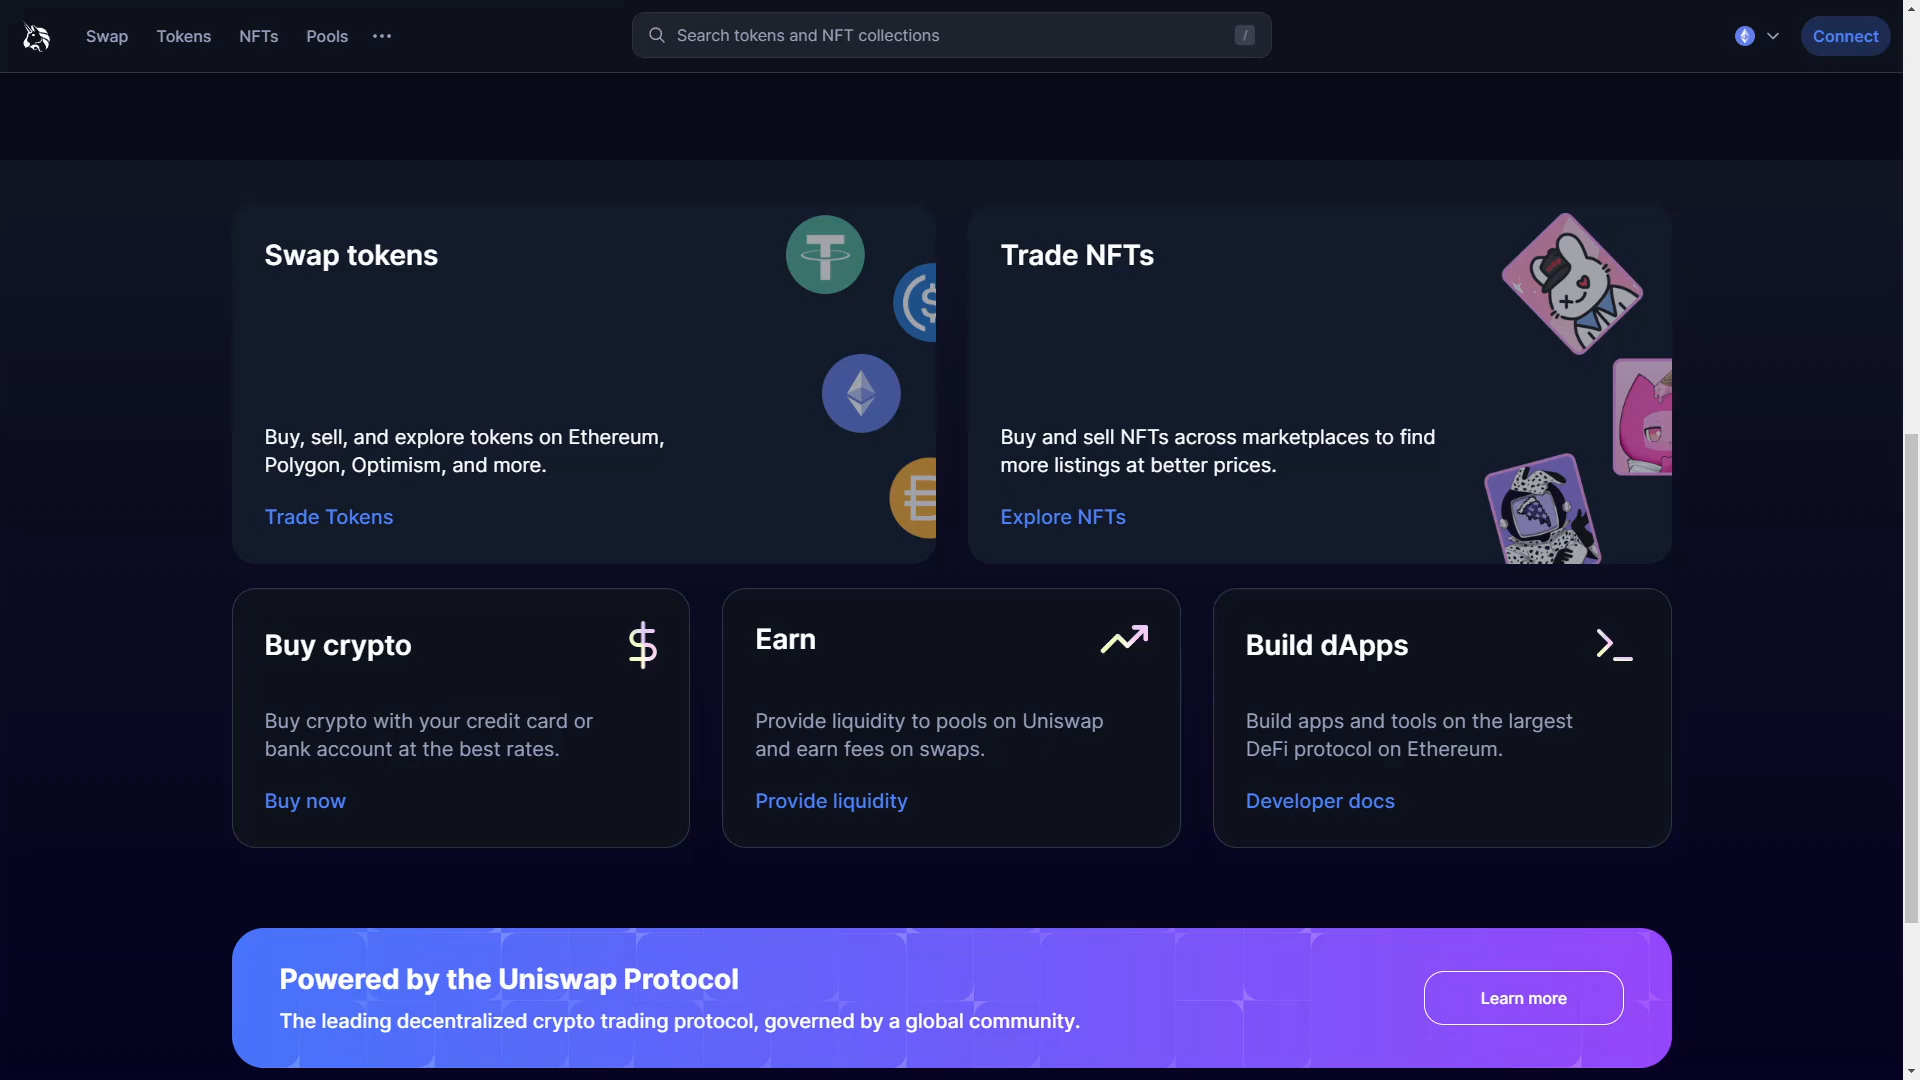 Swap
Tokens
NFTs
Pools
Search tokens and NFT collections
/
Connect
Swap tokens
Buy, sell, and explore tokens on Ethereum,
Polygon, Optimism, and more.
Trade Tokens
Trade NFTs
Buy and sell NFTs across marketplaces to find
more listings at better prices.
Explore NFTs
Buy crypto
Buy crypto with your credit card or
bank account at the best rates.
Buy now
Earn
Provide liquidity to pools on Uniswap
and earn fees on swaps.
Provide liquidity
Build dApps
Build apps and tools on the largest
DeFi protocol on Ethereum.
Developer docs
Powered by the Uniswap Protocol
The leading decentralized crypto trading protocol, governed by a global community.
Learn more